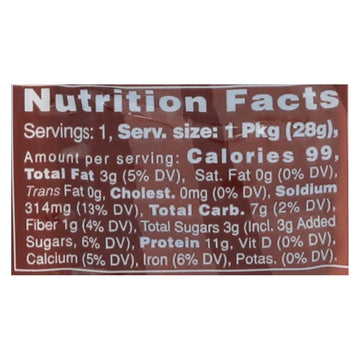 Nutrition Facts
Servings: 1, Serv. size: 1 Pkg (28g),
Amount per serving: Calories 99,
Total Fat 3g (5% DV), Sat. Fat 0g (0% DV),
Trans Fat 0g, Cholest. 0mg (0% DV), Soldium
314mg (13% DV), Total Carb. 7g (2% DV),
Fiber 1g (4% DV), Total Sugars 3g (Incl. 3g Added
Sugars, 6% DV), Protein 11g, Vit D (0% DV),
Calcium (5% DV), Iron (6% DV), Potas. (0% DV).